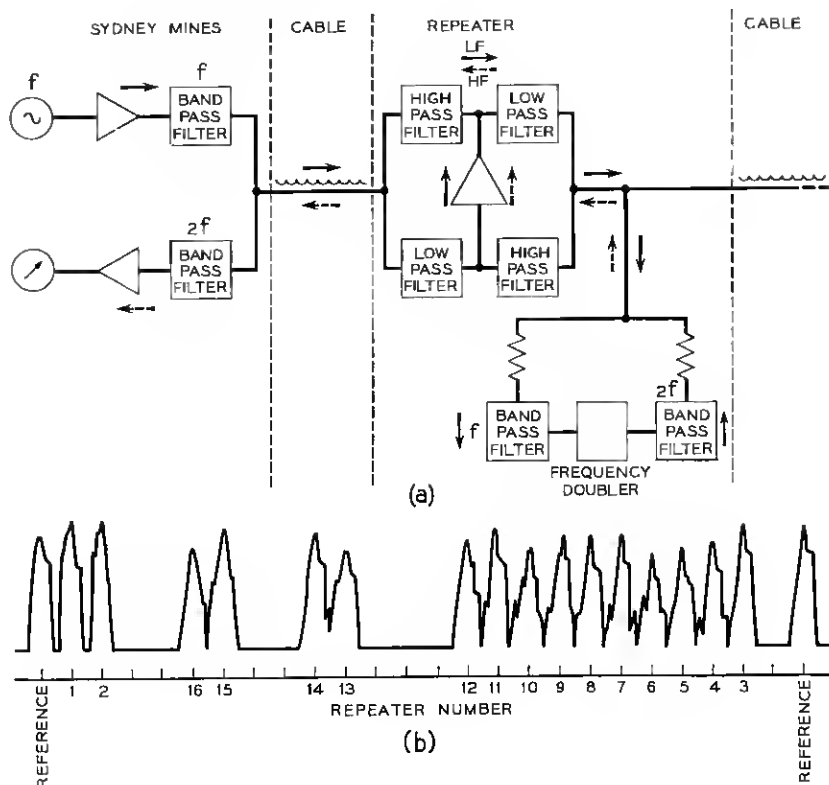 SYDNEY MINES
CABLE
REPEATER
CABLE
LF
HF
f
f
BAND
PASS
FILTER
HIGH
PASS
FILTER
LOW
PASS
FILTER
2f
BAND
PASS
FILTER
LOW
PASS
FILTER
HIGH
PASS
FILTER
f
BAND
PASS
FILTER
2f
BAND
PASS
FILTER
FREQUENCY
DOUBLER
(a)
REFERENCE
1 2 16 15 14 13 12 11 10 9 8 7 6 5 4 3
REFERENCE
REPEATER NUMBER
(b)